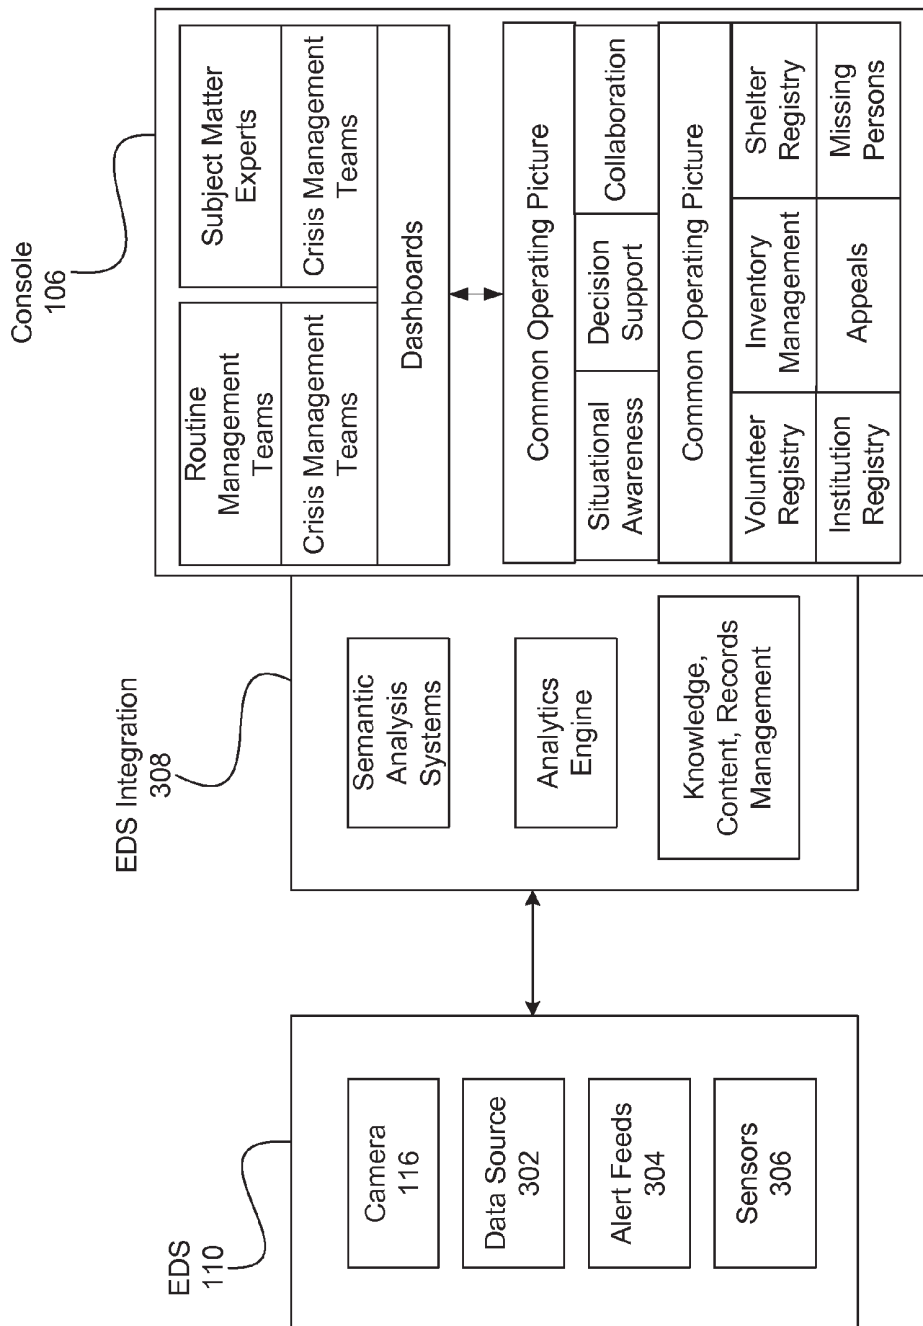 EDS
110
Camera
116
Data Source
302
Alert Feeds
304
Sensors
306
EDS Integration
308
Semantic
Analysis
Systems
Analytics
Engine
Knowledge,
Content, Records
Management
Console
106
Routine
Management
Teams
Subject Matter
Experts
Crisis Management
Teams
Crisis Management
Teams
Dashboards
Common Operating Picture
Situational
Awareness
Decision
Support
Collaboration
Common Operating Picture
Volunteer
Registry
Inventory
Management
Shelter
Registry
Institution
Registry
Appeals
Missing
Persons